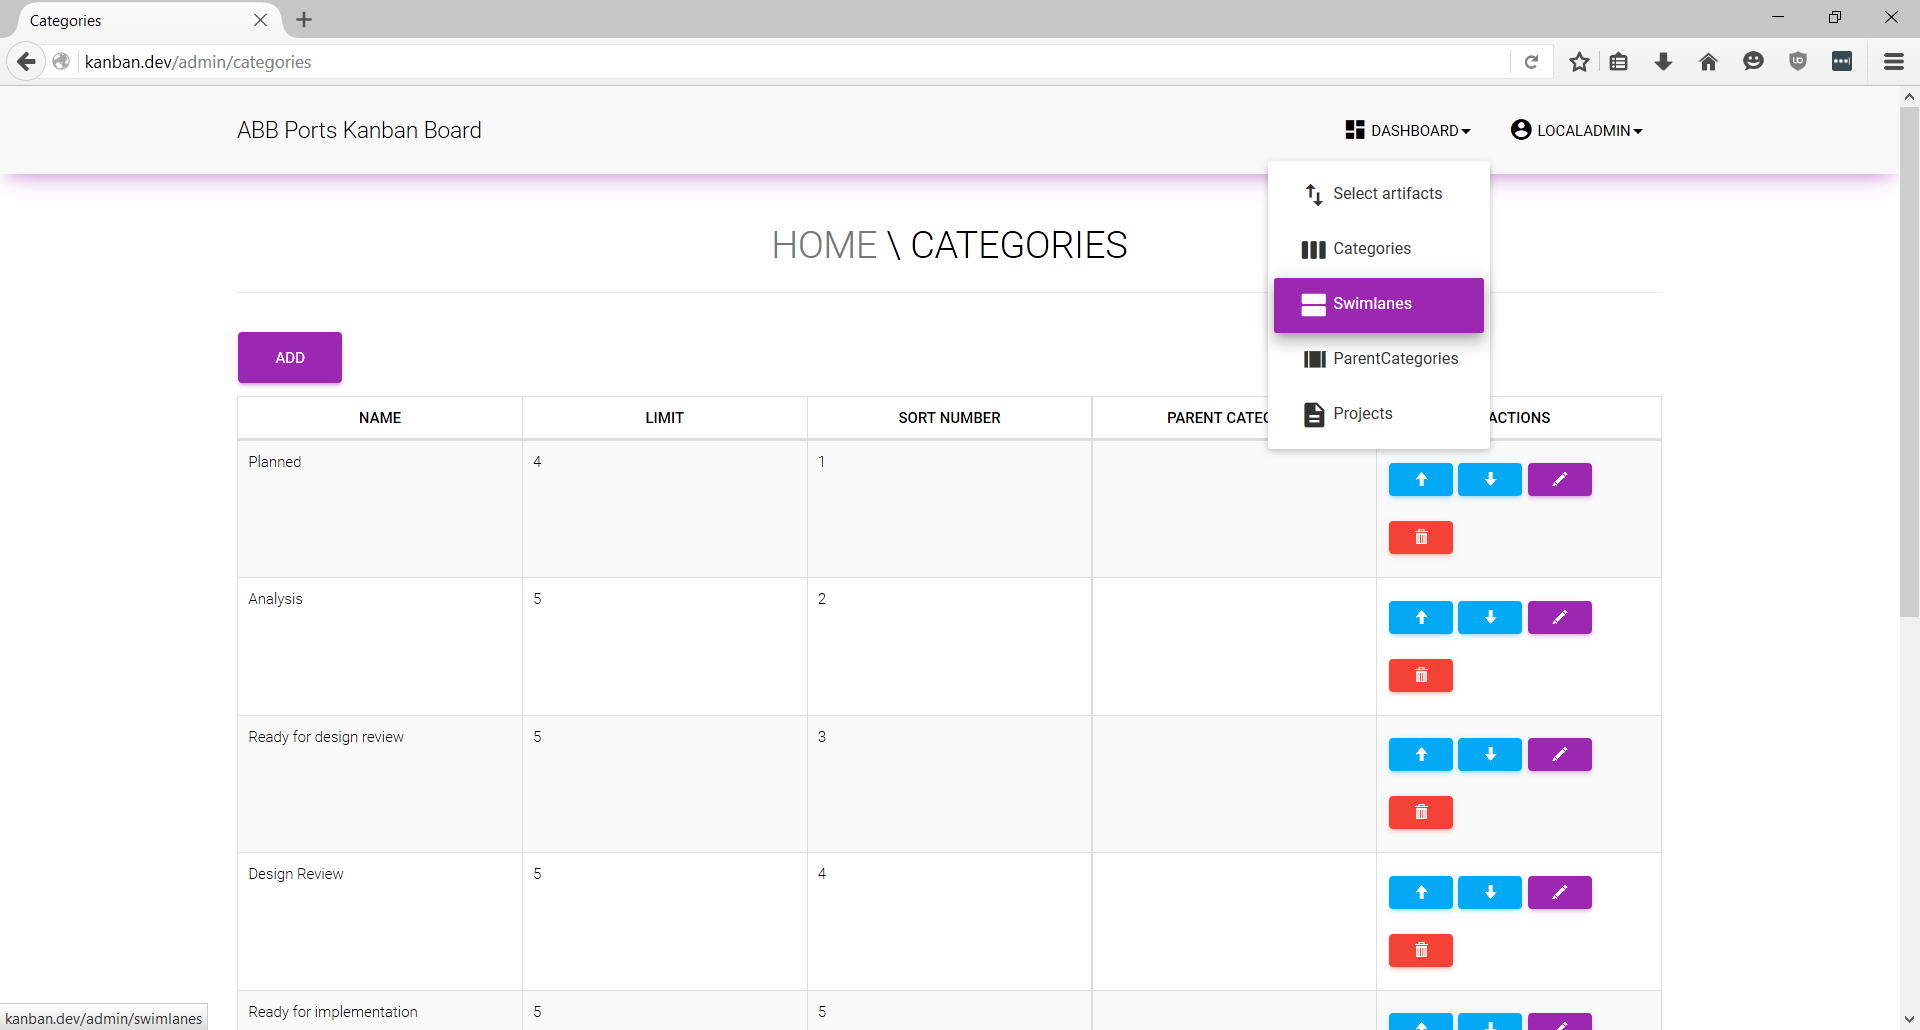 Categories
kanban.dev/admin/categories
ABB Ports Kanban Board
DASHBOARD
LOCALADMIN
Select artifacts
Categories
Swimlanes
ParentCategories
Projects
HOME \ CATEGORIES
ADD
NAME LIMIT SORT NUMBER PARENT CATEG ACTIONS
Planned 4 1
Analysis 5 2
Ready for design review 5 3
Design Review 5 4
Ready for implementation 5 5
kanban.dev/admin/swimlanes